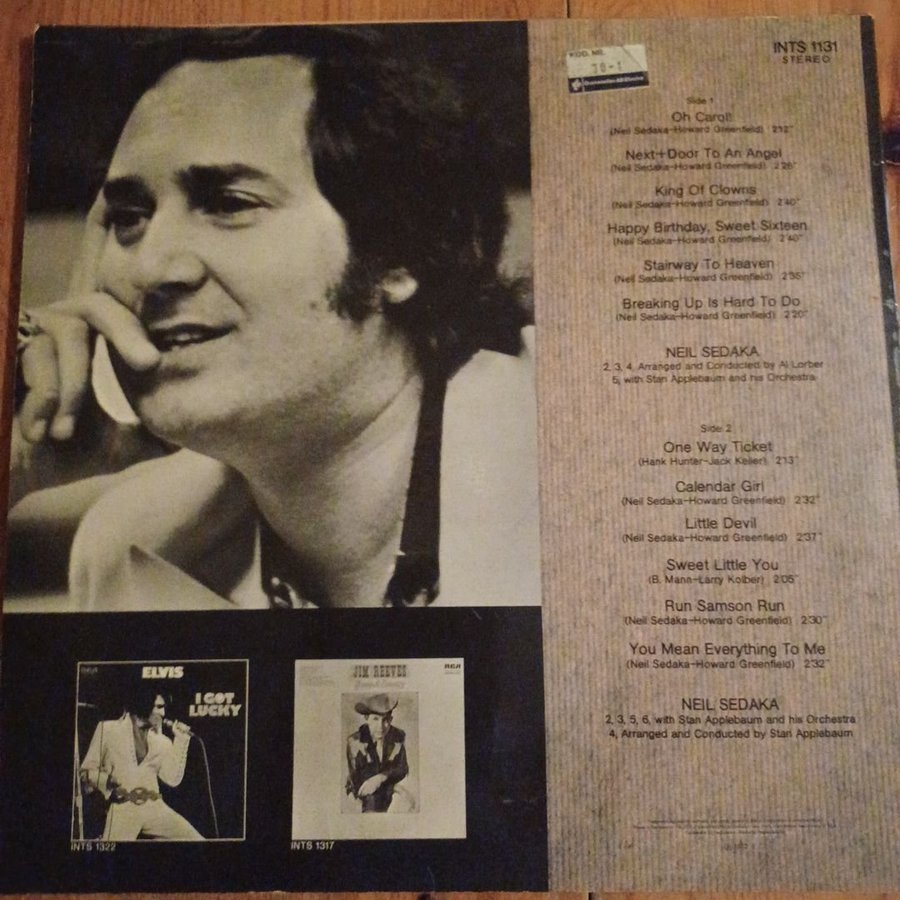 INTS 1131
STEREO
KOD. NR.
78-1
Side 1
Oh Carol!
(Neil Sedaka-Howard Greenfield) 2'12"
Next+Door To An Angel
(Neil Sedaka-Howard Greenfield) 2'26"
King Of Clowns
(Neil Sedaka-Howard Greenfield) 2'40"
Happy Birthday, Sweet Sixteen
(Neil Sedaka-Howard Greenfield) 2'40"
Stairway To Heaven
(Neil Sedaka-Howard Greenfield) 2'35"
Breaking Up Is Hard To Do
(Neil Sedaka-Howard Greenfield) 2'20"
NEIL SEDAKA
2, 3, 4, Arranged and Conducted by Al Lorber
5, with Stan Applebaum and his Orchestra
Side 2
One Way Ticket
(Hank Hunter-Jack Keller) 2'13"
Calendar Girl
(Neil Sedaka-Howard Greenfield) 2'32"
Little Devil
(Neil Sedaka-Howard Greenfield) 2'37"
Sweet Little You
(B. Mann-Larry Kolber) 2'05"
Run Samson Run
(Neil Sedaka-Howard Greenfield) 2'30"
You Mean Everything To Me
(Neil Sedaka-Howard Greenfield) 2'32"
NEIL SEDAKA
2, 3, 5, 6, with Stan Applebaum and his Orchestra
4, Arranged and Conducted by Stan Applebaum
ELVIS
I GOT
LUCKY
INTS 1322
JIM REEVES
RCA
INTS 1317